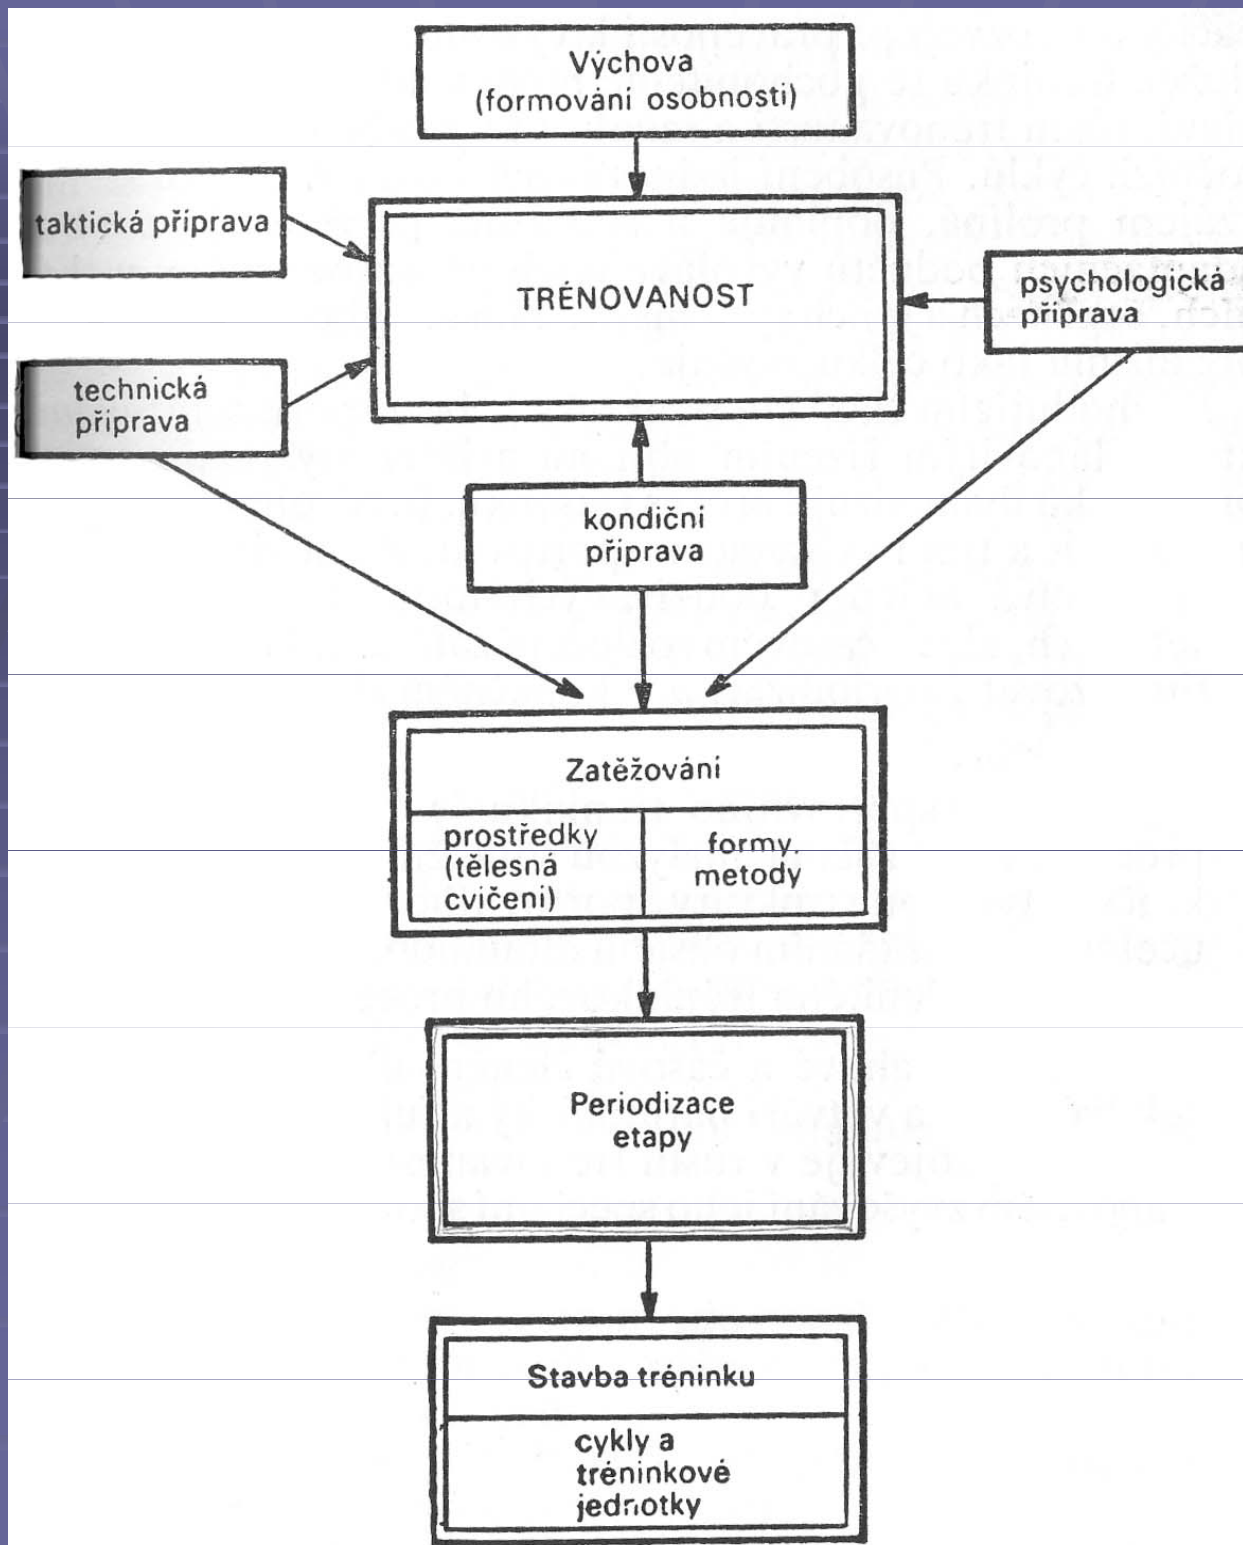 Výchova
(formování osobnosti)
taktická příprava
TRÉNOVANOST
psychologická
příprava
technická
příprava
kondiční
příprava
Zatěžování
prostředky
(tělesná
cvičení)
formy,
metody
Periodizace
etapy
Stavba tréninku
cykly a
tréninkové
jednotky